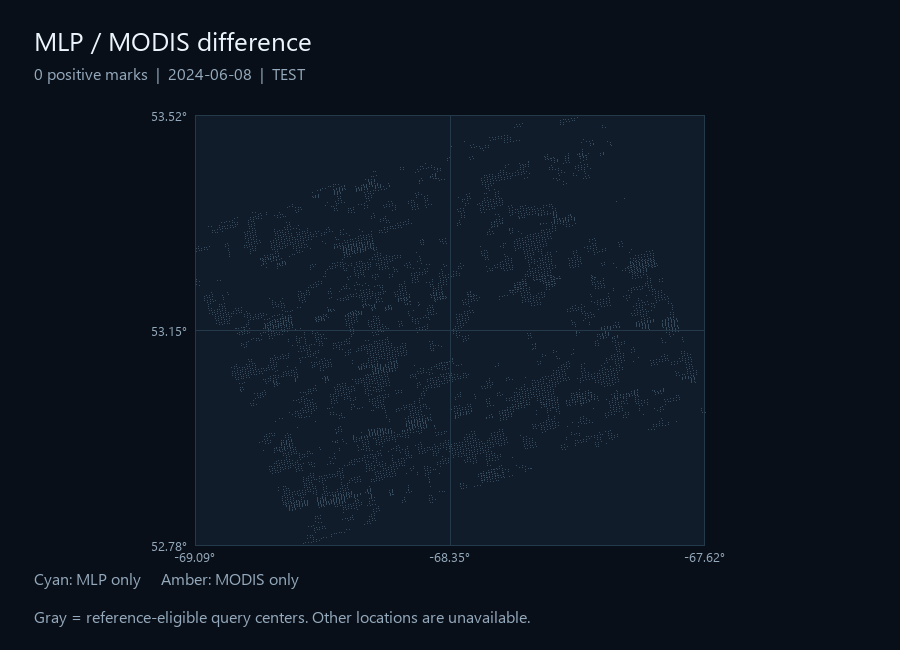 MLP / MODIS difference
0 positive marks | 2024-06-08 | TEST
53.52°
53.15°
52.78°
-69.09° -68.35° -67.62°
Cyan: MLP only Amber: MODIS only
Gray = reference-eligible query centers. Other locations are unavailable.